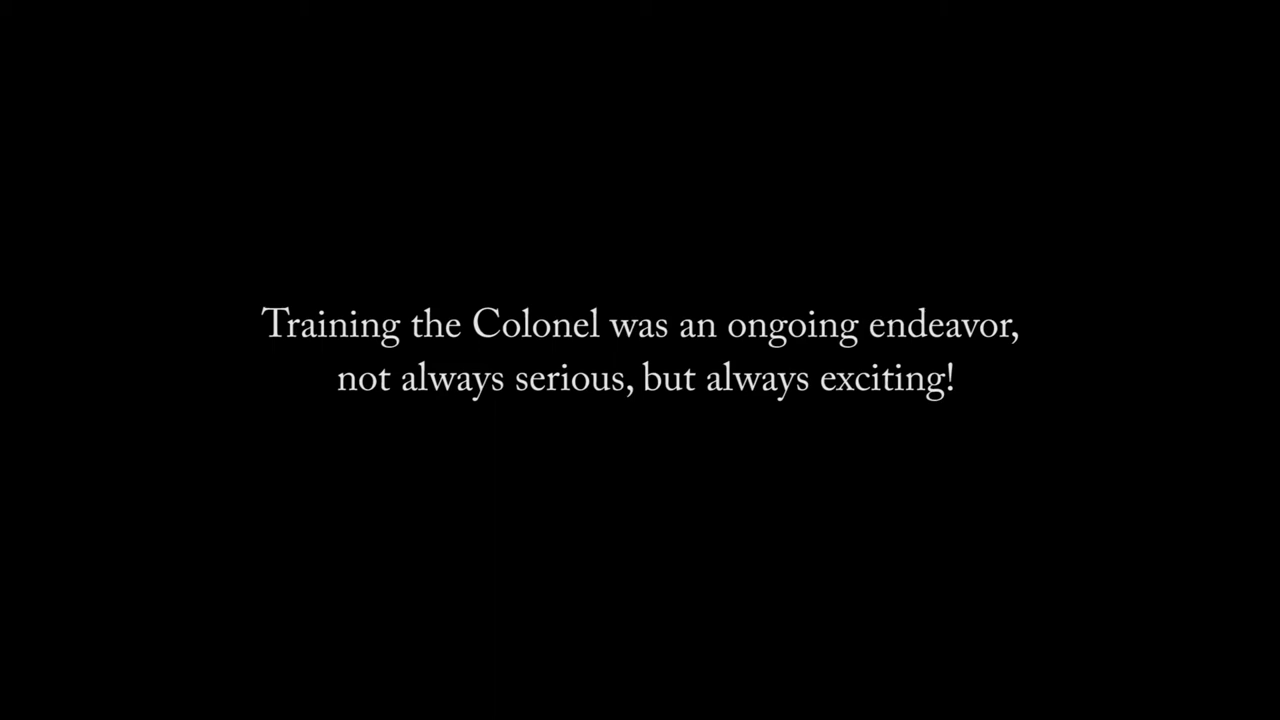 Training the Colonel was an ongoing endeavor,
not always serious, but always exciting!